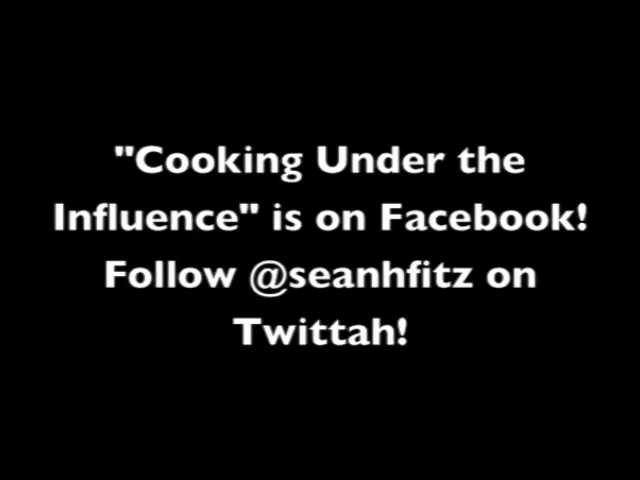 "Cooking Under the
Influence" is on Facebook!
Follow @seanhfitz on
Twittah!